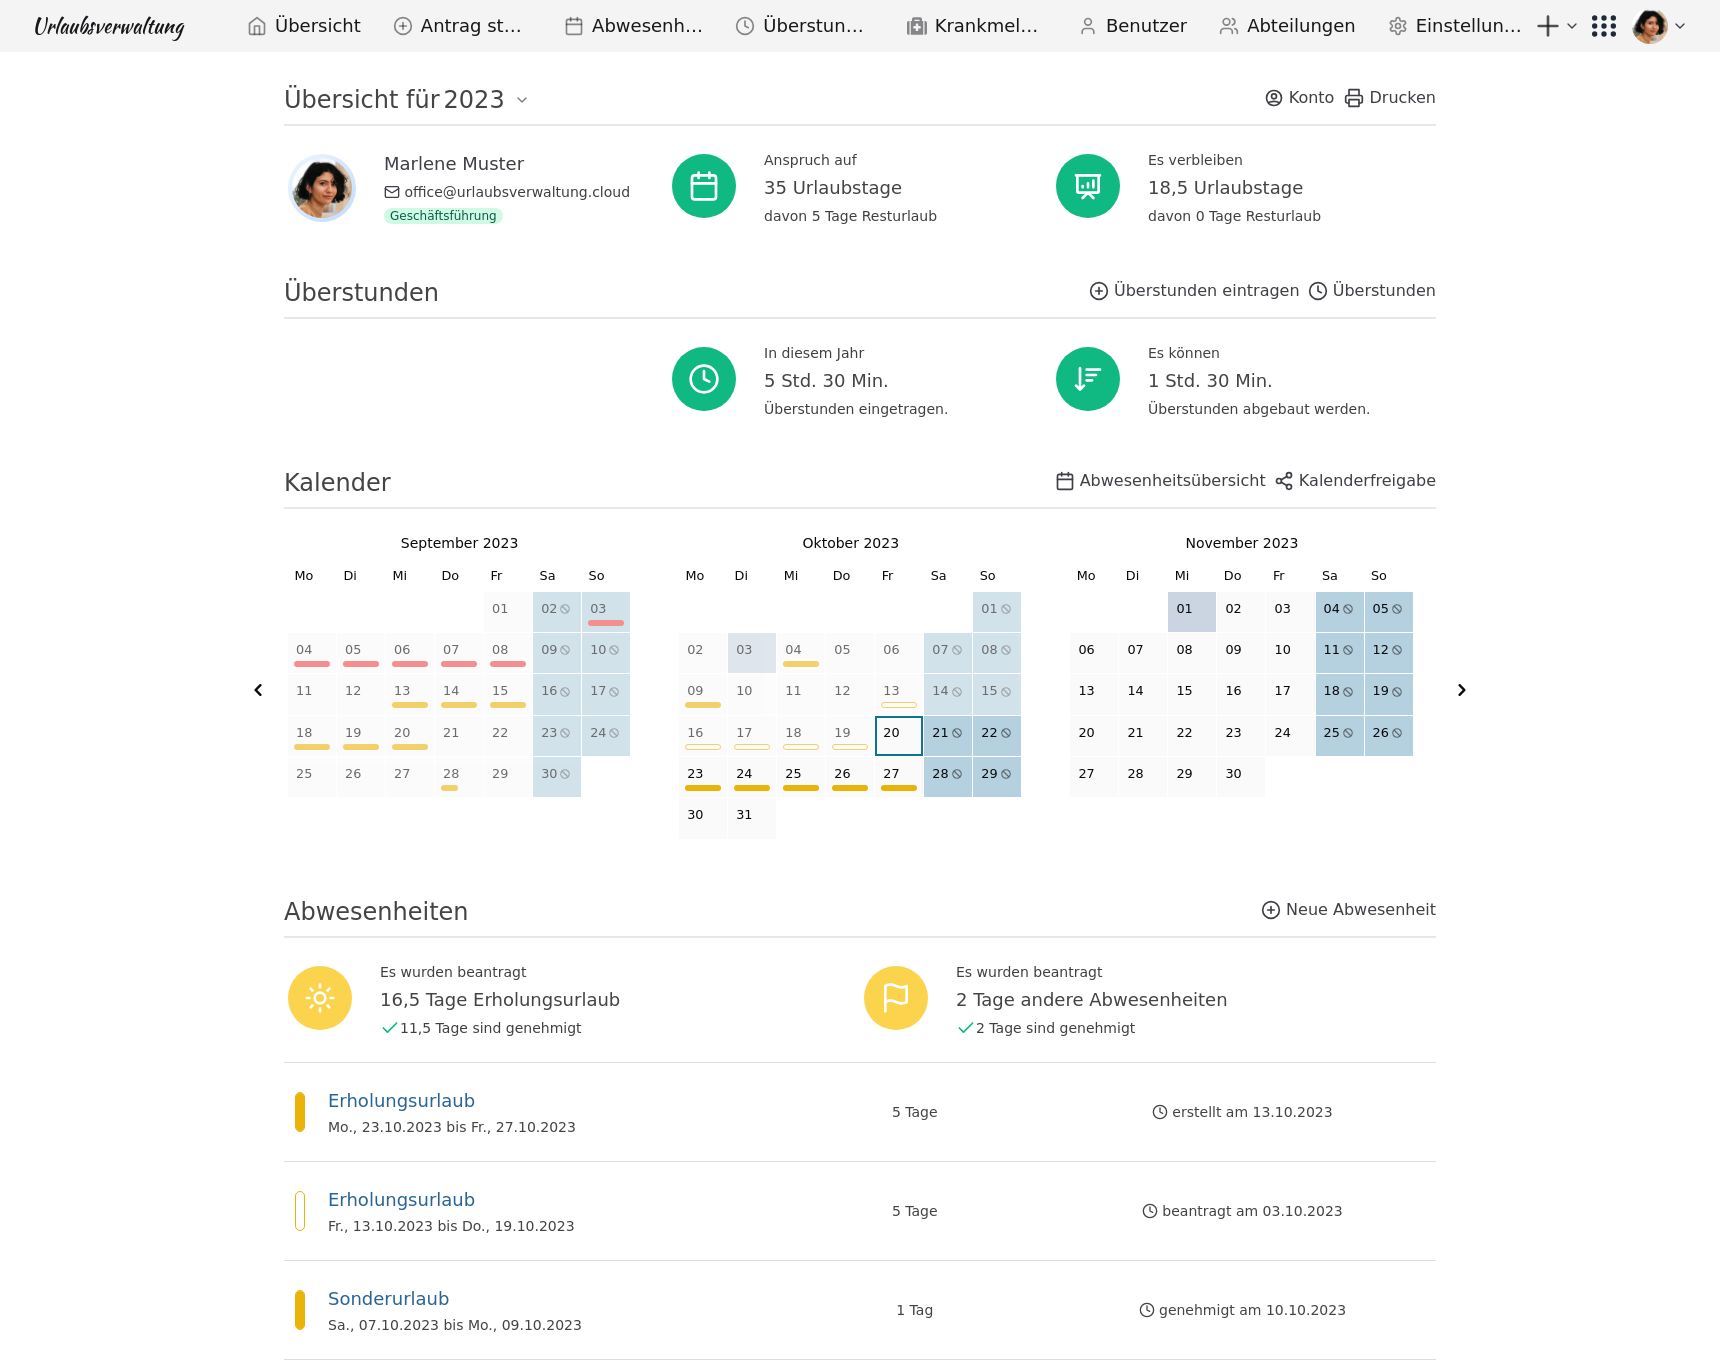 Urlaubsverwaltung
Übersicht Antrag st… Abwesenh… Überstun… Krankmel… Benutzer Abteilungen Einstellun…
Übersicht für 2023 Konto Drucken
Marlene Muster
office@urlaubsverwaltung.cloud
Geschäftsführung
Anspruch auf
35 Urlaubstage
davon 5 Tage Resturlaub
Es verbleiben
18,5 Urlaubstage
davon 0 Tage Resturlaub
Überstunden Überstunden eintragen Überstunden
In diesem Jahr
5 Std. 30 Min.
Überstunden eingetragen.
Es können
1 Std. 30 Min.
Überstunden abgebaut werden.
Kalender Abwesenheitsübersicht Kalenderfreigabe
September 2023
Mo Di Mi Do Fr Sa So
01 02 03
04 05 06 07 08 09 10
11 12 13 14 15 16 17
18 19 20 21 22 23 24
25 26 27 28 29 30
Oktober 2023
Mo Di Mi Do Fr Sa So
01
02 03 04 05 06 07 08
09 10 11 12 13 14 15
16 17 18 19 20 21 22
23 24 25 26 27 28 29
30 31
November 2023
Mo Di Mi Do Fr Sa So
01 02 03 04 05
06 07 08 09 10 11 12
13 14 15 16 17 18 19
20 21 22 23 24 25 26
27 28 29 30
Abwesenheiten Neue Abwesenheit
Es wurden beantragt
16,5 Tage Erholungsurlaub
11,5 Tage sind genehmigt
Es wurden beantragt
2 Tage andere Abwesenheiten
2 Tage sind genehmigt
Erholungsurlaub
Mo., 23.10.2023 bis Fr., 27.10.2023
5 Tage
erstellt am 13.10.2023
Erholungsurlaub
Fr., 13.10.2023 bis Do., 19.10.2023
5 Tage
beantragt am 03.10.2023
Sonderurlaub
Sa., 07.10.2023 bis Mo., 09.10.2023
1 Tag
genehmigt am 10.10.2023